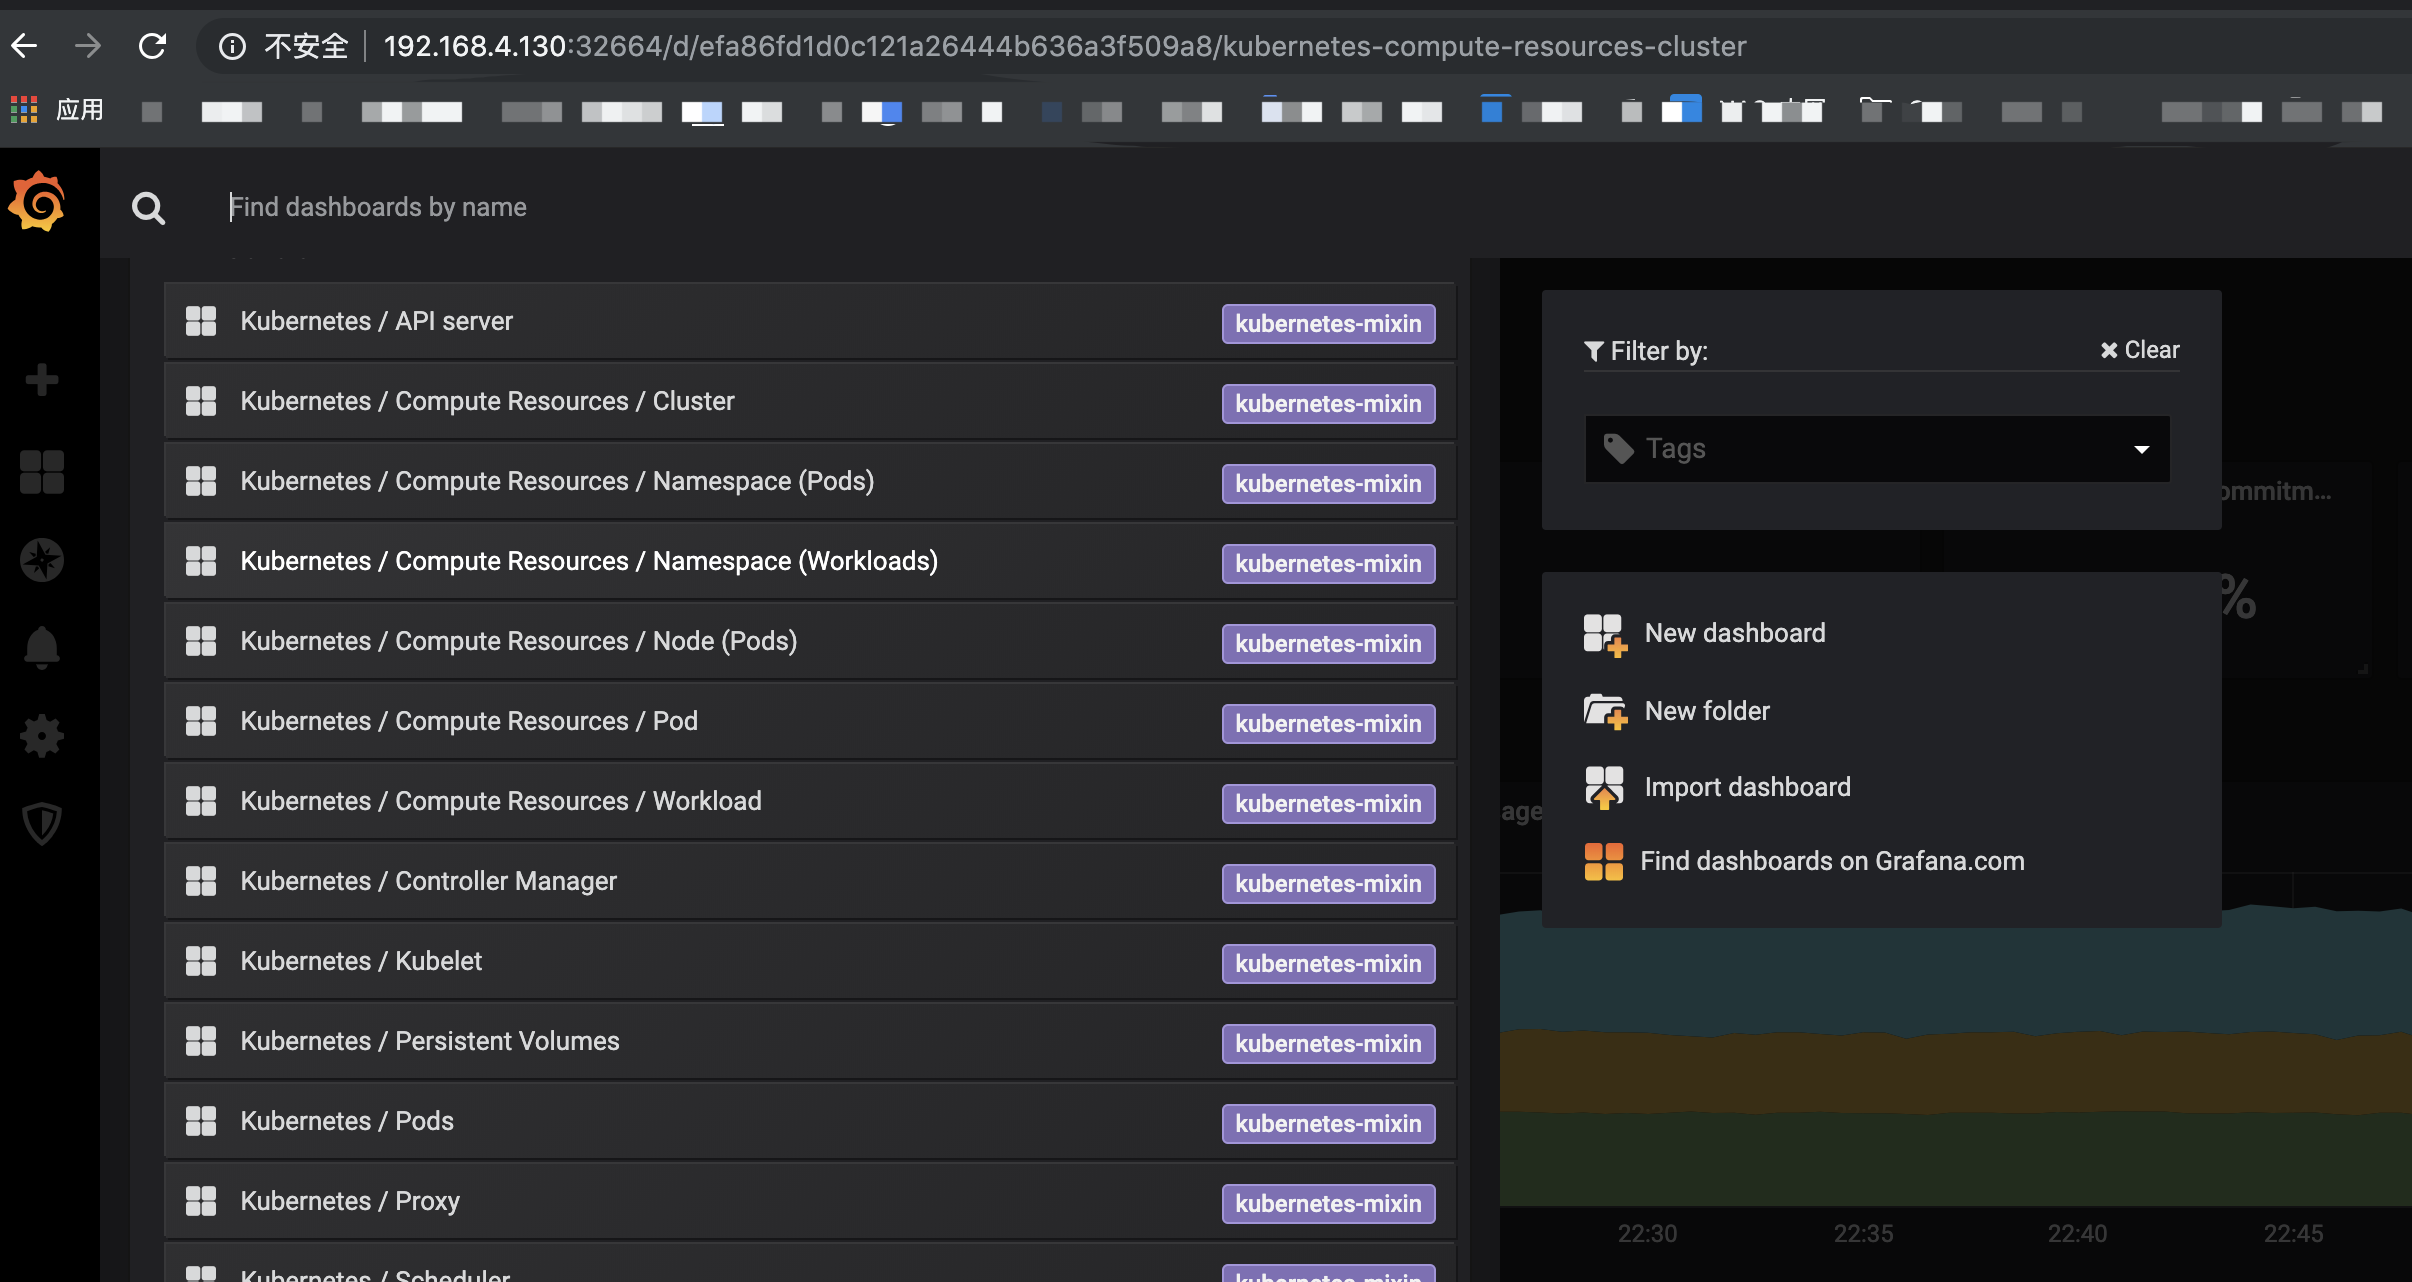 不安全 192.168.4.130:32664/d/efa86fd1d0c121a26444b636a3f509a8/kubernetes-compute-resources-cluster
应用
Find dashboards by name
Kubernetes / API server kubernetes-mixin
Kubernetes / Compute Resources / Cluster kubernetes-mixin
Kubernetes / Compute Resources / Namespace (Pods) kubernetes-mixin
Kubernetes / Compute Resources / Namespace (Workloads) kubernetes-mixin
Kubernetes / Compute Resources / Node (Pods) kubernetes-mixin
Kubernetes / Compute Resources / Pod kubernetes-mixin
Kubernetes / Compute Resources / Workload kubernetes-mixin
Kubernetes / Controller Manager kubernetes-mixin
Kubernetes / Kubelet kubernetes-mixin
Kubernetes / Persistent Volumes kubernetes-mixin
Kubernetes / Pods kubernetes-mixin
Kubernetes / Proxy kubernetes-mixin
Kubernetes / Scheduler kubernetes-mixin
Filter by: Clear
Tags
ommitm...
%
New dashboard
New folder
Import dashboard
age
Find dashboards on Grafana.com
22:30 22:35 22:40 22:45